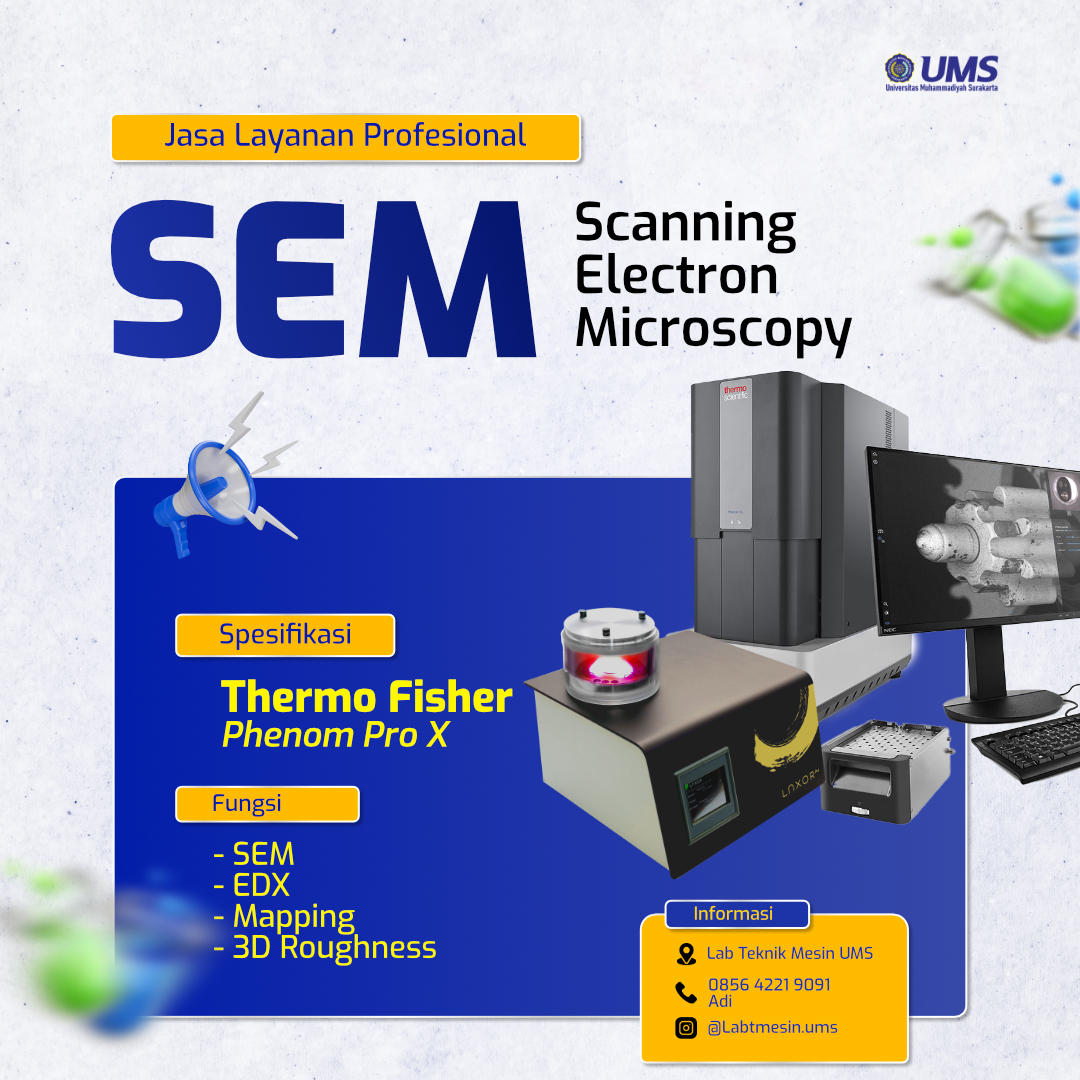 UMS
Universitas Muhammadiyah Surakarta
Jasa Layanan Profesional
SEM
Scanning
Electron
Microscopy
thermo
scientific
NEC
Spesifikasi
Thermo Fisher
Phenom Pro X
LUXOR
Fungsi
- SEM
- EDX
- Mapping
- 3D Roughness
Informasi
Lab Teknik Mesin UMS
0856 4221 9091
Adi
@Labtmesin.ums